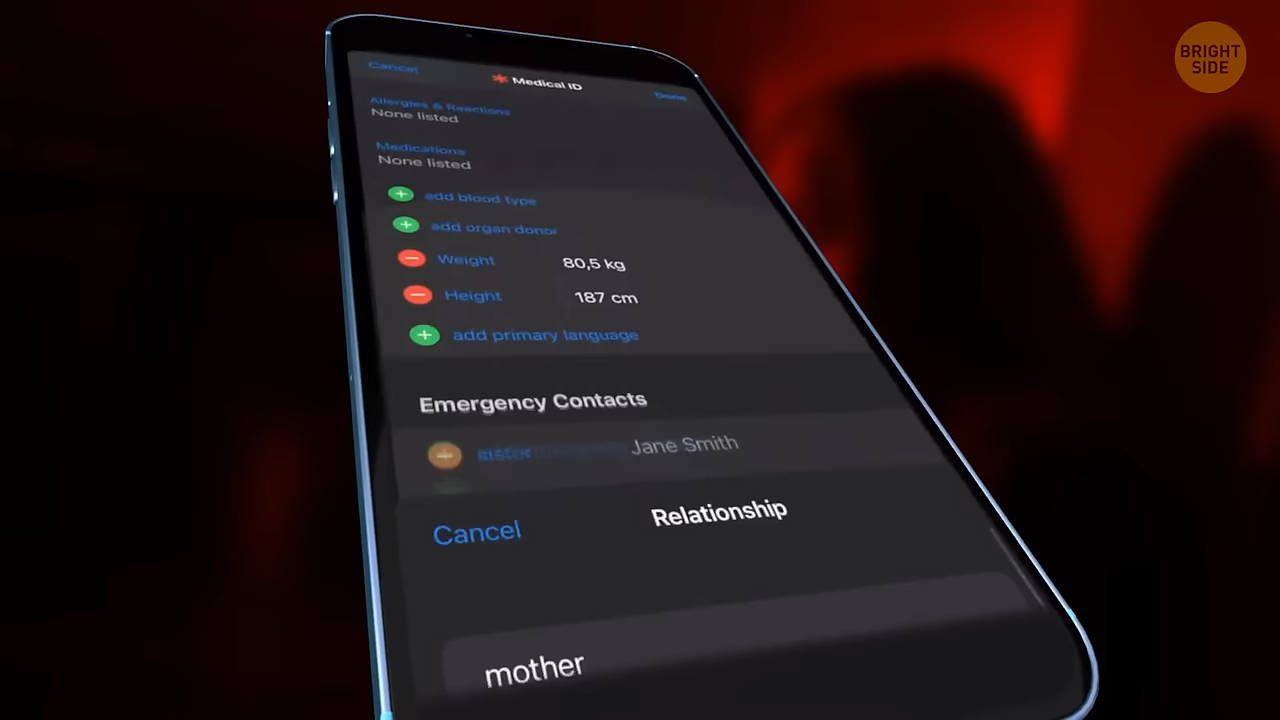 BRIGHT
SIDE
Cancel
Medical ID
Done
Allergies & Reactions
None listed
Medications
None listed
add blood type
add organ donor
Weight 80,5 kg
Height 187 cm
add primary language
Emergency Contacts
sister Jane Smith
Cancel
Relationship
mother